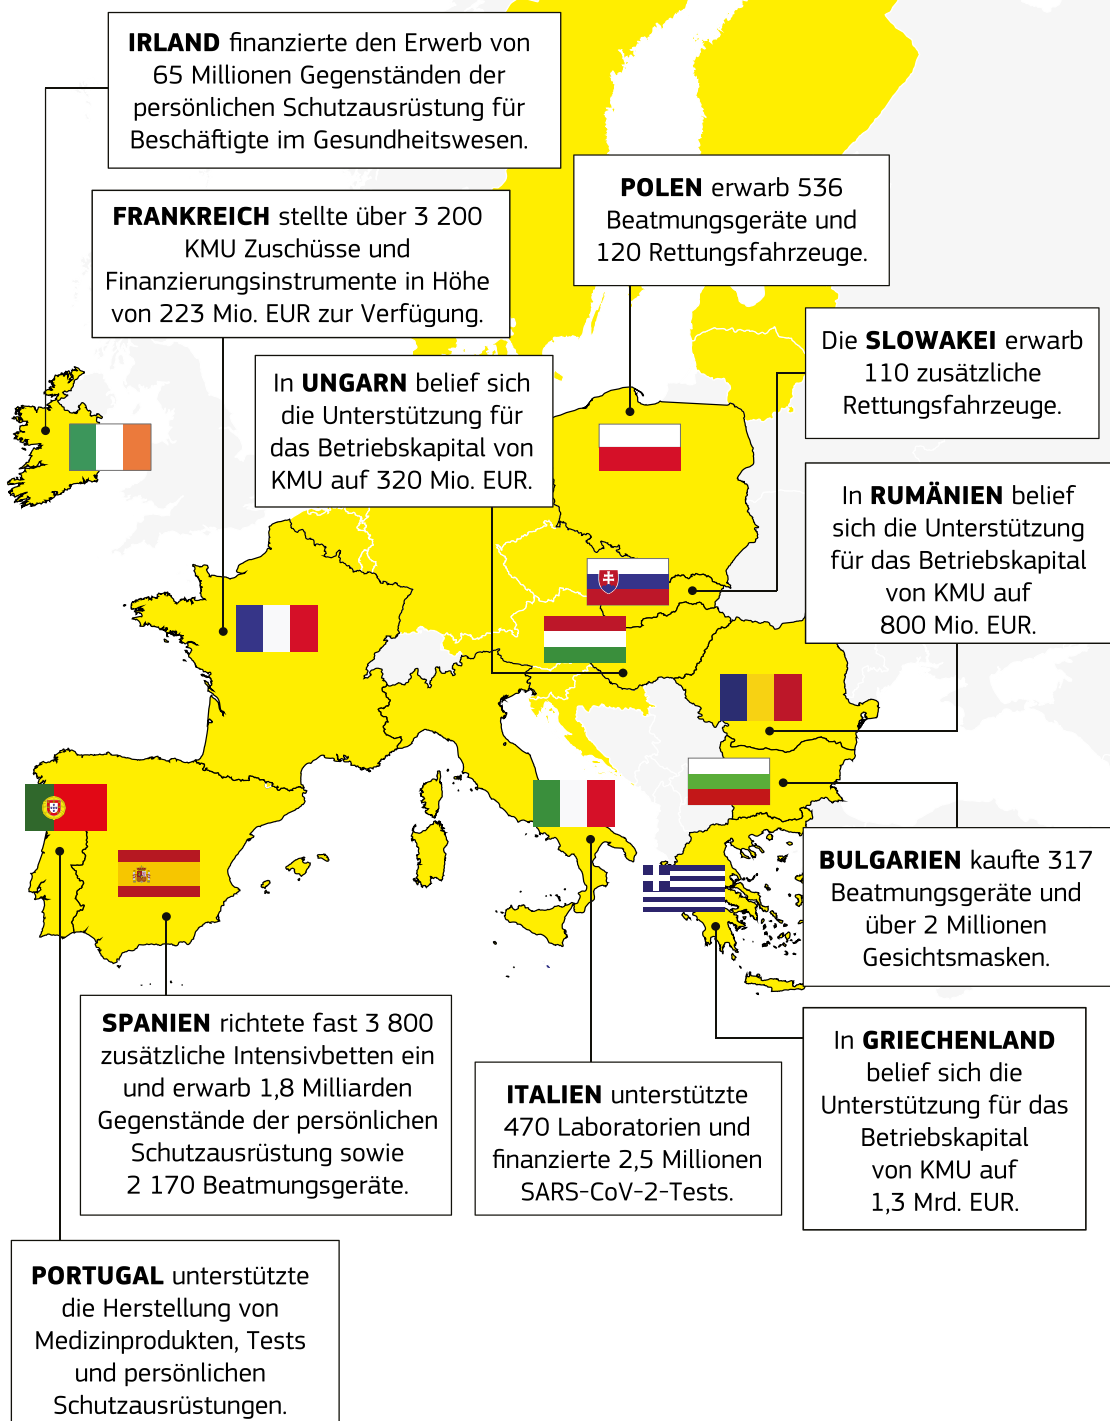 IRLAND finanzierte den Erwerb von
65 Millionen Gegenständen der
persönlichen Schutzausrüstung für
Beschäftigte im Gesundheitswesen.
POLEN erwarb 536
Beatmungsgeräte und
120 Rettungsfahrzeuge.
FRANKREICH stellte über 3 200
KMU Zuschüsse und
Finanzierungsinstrumente in Höhe
von 223 Mio. EUR zur Verfügung.
Die SLOWAKEI erwarb
110 zusätzliche
Rettungsfahrzeuge.
In UNGARN belief sich
die Unterstützung für
das Betriebskapital von
KMU auf 320 Mio. EUR.
In RUMÄNIEN belief
sich die Unterstützung
für das Betriebskapital
von KMU auf
800 Mio. EUR.
BULGARIEN kaufte 317
Beatmungsgeräte und
über 2 Millionen
Gesichtsmasken.
SPANIEN richtete fast 3 800
zusätzliche Intensivbetten ein
und erwarb 1,8 Milliarden
Gegenstände der persönlichen
Schutzausrüstung sowie
2 170 Beatmungsgeräte.
ITALIEN unterstützte
470 Laboratorien und
finanzierte 2,5 Millionen
SARS-CoV-2-Tests.
In GRIECHENLAND
belief sich die
Unterstützung für das
Betriebskapital
von KMU auf
1,3 Mrd. EUR.
PORTUGAL unterstützte
die Herstellung von
Medizinprodukten, Tests
und persönlichen
Schutzausrüstungen.